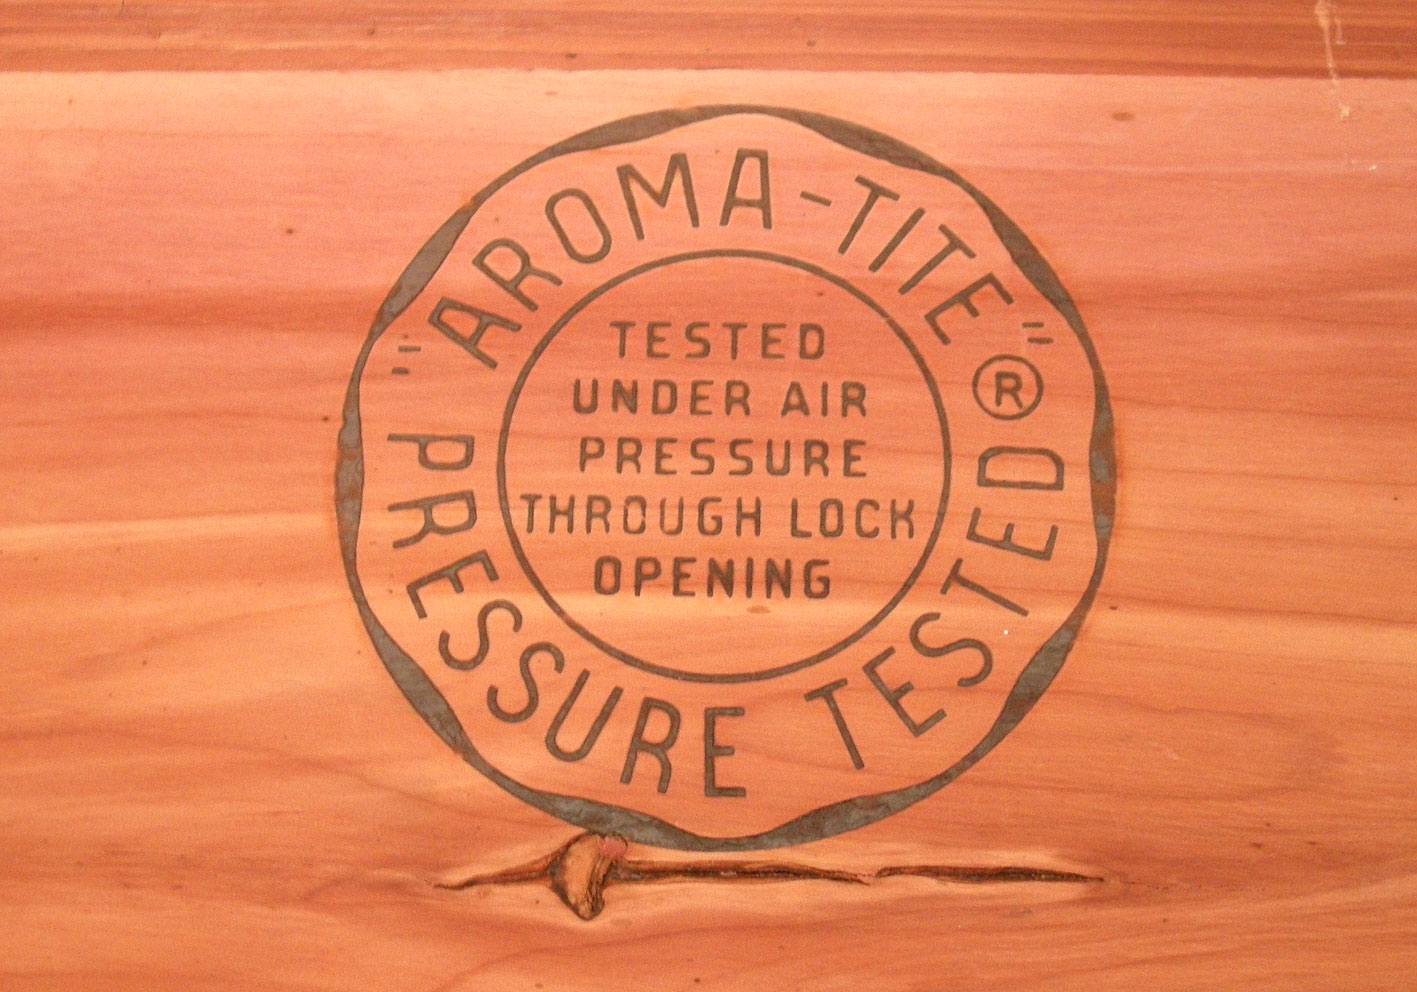 "AROMA-TITE"®
PRESSURE TESTED
TESTED
UNDER AIR
PRESSURE
THROUGH LOCK
OPENING